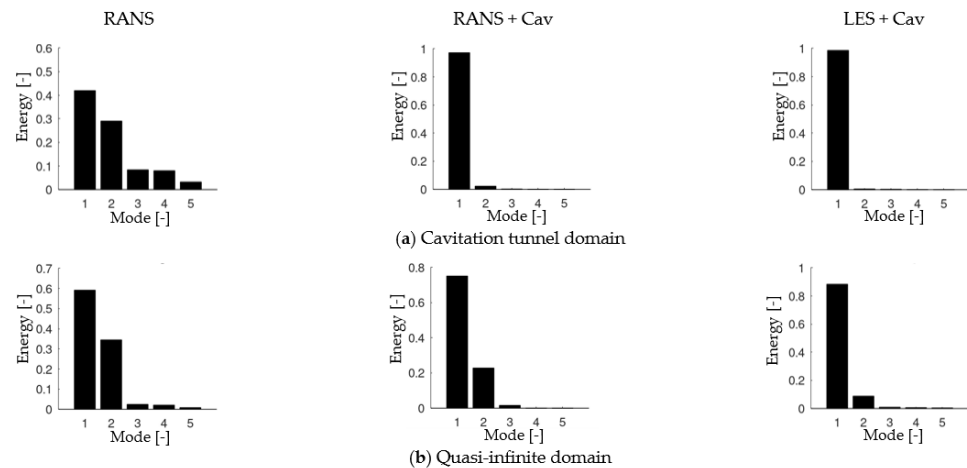 RANS RANS + Cav LES + Cav
0.6 0.5 0.4 0.3 0.2 0.1 0
Energy [-]
1 2 3 4 5
Mode [-]
1 0.8 0.6 0.4 0.2 0
Energy [-]
1 2 3 4 5
Mode [-]
1 0.8 0.6 0.4 0.2 0
Energy [-]
1 2 3 4 5
Mode [-]
(a) Cavitation tunnel domain
0.7 0.6 0.5 0.4 0.3 0.2 0.1 0
Energy [-]
1 2 3 4 5
Mode [-]
0.8 0.6 0.4 0.2 0
Energy [-]
1 2 3 4 5
Mode [-]
1 0.8 0.6 0.4 0.2 0
Energy [-]
1 2 3 4 5
Mode [-]
(b) Quasi-infinite domain